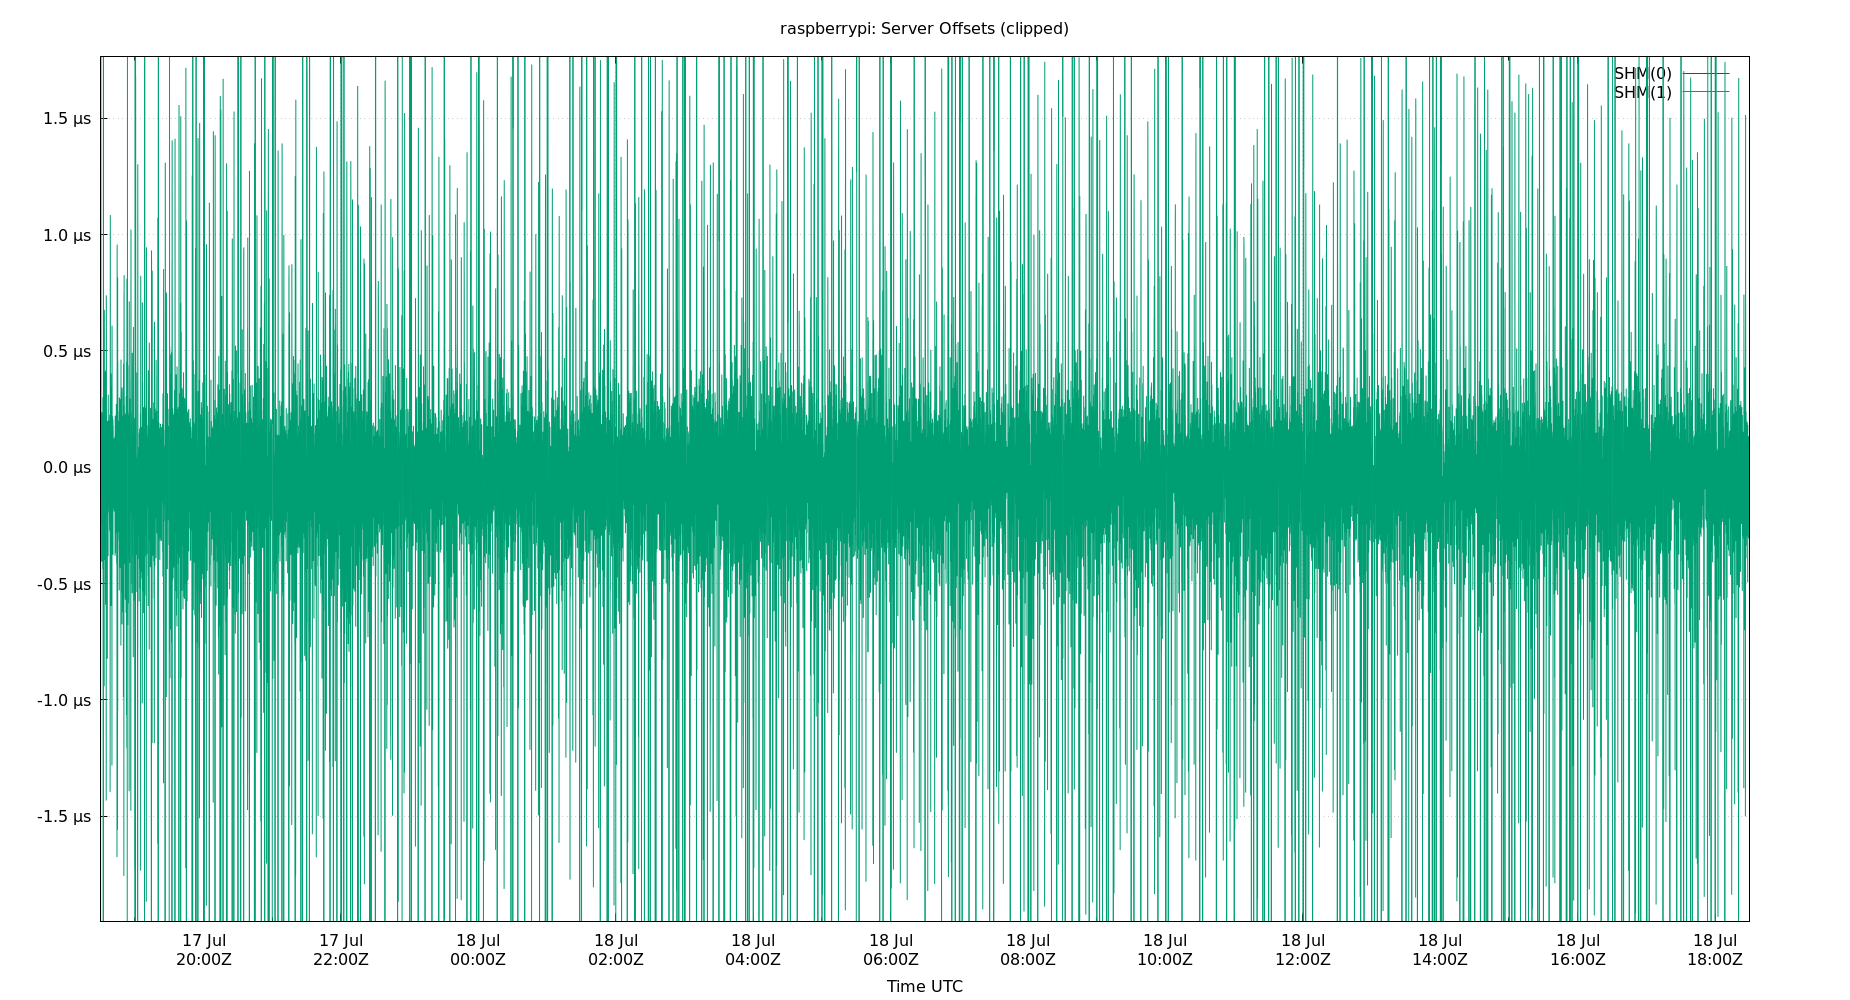 raspberrypi: Server Offsets (clipped)
SHM(0)
SHM(1)
1.5 µs
1.0 µs
0.5 µs
0.0 µs
-0.5 µs
-1.0 µs
-1.5 µs
17 Jul 17 Jul 18 Jul 18 Jul 18 Jul 18 Jul 18 Jul 18 Jul 18 Jul 18 Jul 18 Jul 18 Jul
20:00Z 22:00Z 00:00Z 02:00Z 04:00Z 06:00Z 08:00Z 10:00Z 12:00Z 14:00Z 16:00Z 18:00Z
Time UTC